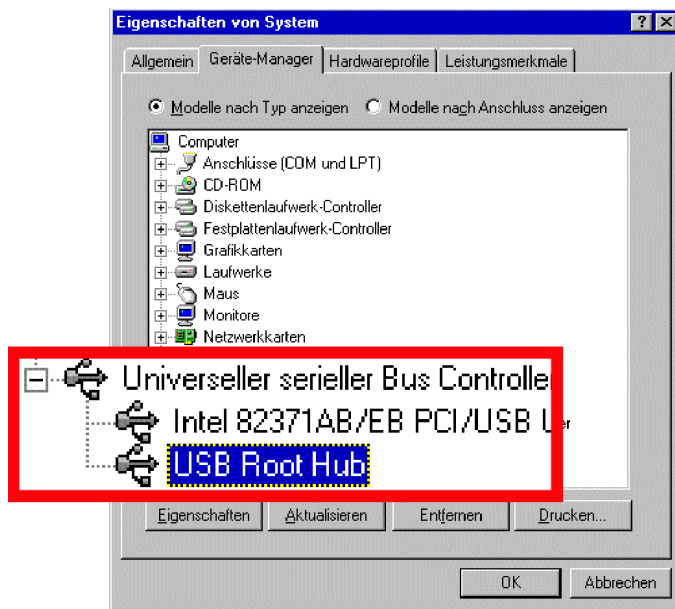 Eigenschaften von System
Allgemein Geräte-Manager Hardwareprofile Leistungsmerkmale
Modelle nach Typ anzeigen Modelle nach Anschluss anzeigen
Computer
Anschlüsse (COM und LPT)
CD-ROM
Diskettenlaufwerk-Controller
Festplattenlaufwerk-Controller
Grafikkarten
Laufwerke
Maus
Monitore
Netzwerkkarten
Universeller serieller Bus Controller
Intel 82371AB/EB PCI/USB
USB Root Hub
Eigenschaften Aktualisieren Entfernen Drucken...
OK Abbrechen